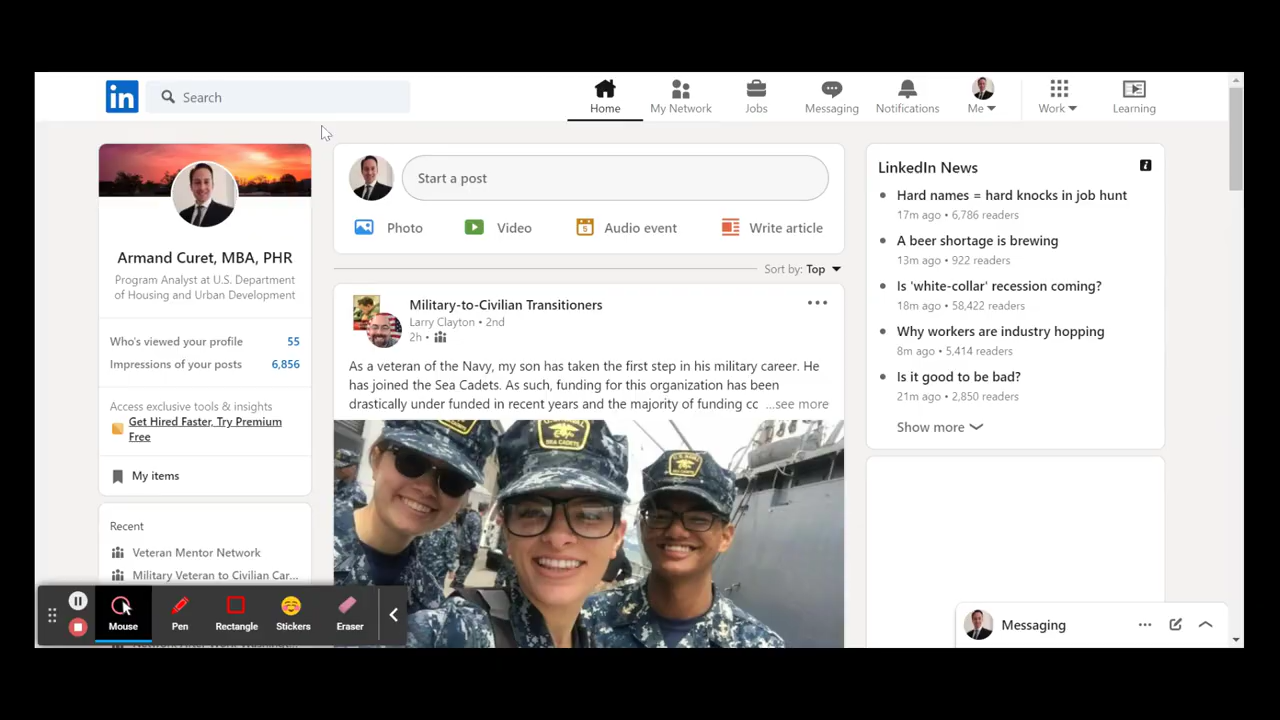 in
Search
Home
My Network
Jobs
Messaging
Notifications
Me
Work
Learning
Armand Curet, MBA, PHR
Program Analyst at U.S. Department
of Housing and Urban Development
Who's viewed your profile 55
Impressions of your posts 6,856
Access exclusive tools & insights
Get Hired Faster, Try Premium
Free
My items
Recent
Veteran Mentor Network
Military Veteran to Civilian Car...
Start a post
Photo
Video
Audio event
Write article
Sort by: Top
Military-to-Civilian Transitioners
Larry Clayton • 2nd
2h •
As a veteran of the Navy, my son has taken the first step in his military career. He
has joined the Sea Cadets. As such, funding for this organization has been
drastically under funded in recent years and the majority of funding cc ...see more
U.S. NAVAL
SEA CADETS
LinkedIn News
Hard names = hard knocks in job hunt
17m ago • 6,786 readers
A beer shortage is brewing
13m ago • 922 readers
Is 'white-collar' recession coming?
18m ago • 58,422 readers
Why workers are industry hopping
8m ago • 5,414 readers
Is it good to be bad?
21m ago • 2,850 readers
Show more
Messaging
Mouse
Pen
Rectangle
Stickers
Eraser